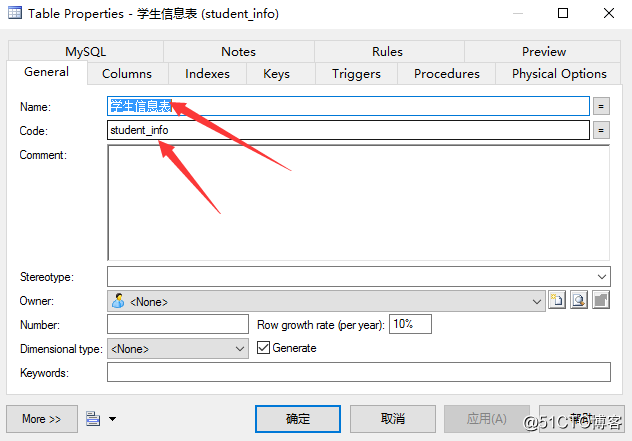 Table Properties - 学生信息表 (student_info)
MySQL Notes Rules Preview
General Columns Indexes Keys Triggers Procedures Physical Options
Name: 学生信息表 =
Code: student_info =
Comment:
Stereotype:
Owner: <None>
Number: Row growth rate (per year): 10%
Dimensional type: <None> Generate
Keywords:
More >> 确定 取消 应用(A)
@51CTO博客